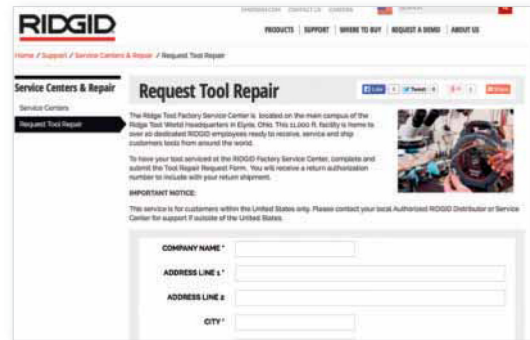 EMERSON.COM CONTACT US CAREERS SEARCH
RIDGID
PRODUCTS SUPPORT WHERE TO BUY REQUEST A DEMO ABOUT US
Home / Support / Service Centers & Repair / Request Tool Repair
Service Centers & Repair
Service Centers
Request Tool Repair
Request Tool Repair
Like Tweet Share
The Ridge Tool Factory Service Center is located on the main campus of the
Ridge Tool World Headquarters in Elyria, Ohio. This 11,000 ft. facility is home to
over 20 dedicated RIDGID employees ready to receive, service and ship
customers tools from around the world.
To have your tool serviced at the RIDGID Factory Service Center, complete and
submit the Tool Repair Request Form. You will receive a return authorization
number to include with your return shipment.
IMPORTANT NOTICE:
This service is for customers within the United States only. Please contact your local Authorized RIDGID Distributor or Service
Center for support if outside of the United States.
COMPANY NAME *
ADDRESS LINE 1 *
ADDRESS LINE 2
CITY *